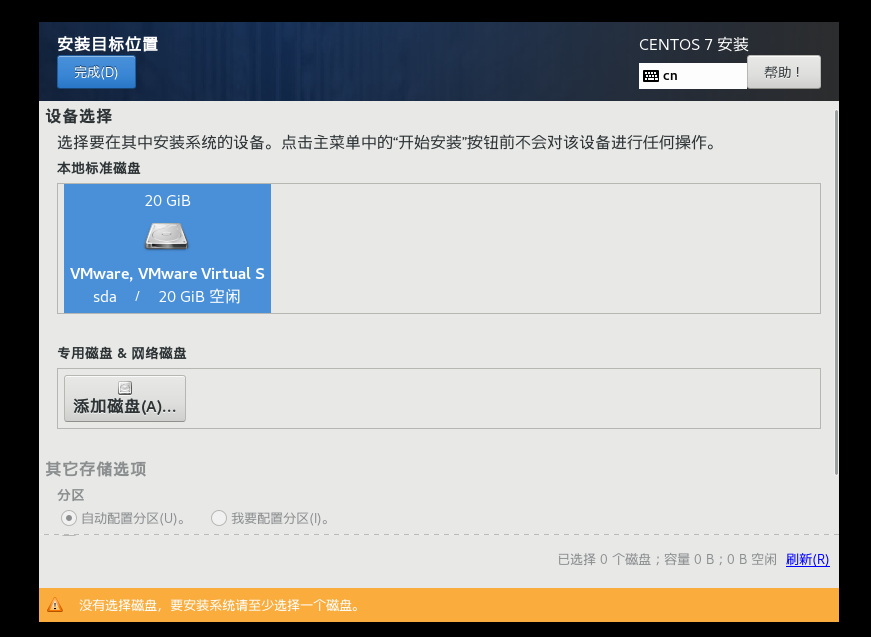 安装目标位置
CENTOS 7 安装
完成(D)
cn
帮助！
设备选择
选择要在其中安装系统的设备。点击主菜单中的“开始安装”按钮前不会对该设备进行任何操作。
本地标准磁盘
20 GiB
VMware, VMware Virtual S
sda / 20 GiB 空闲
专用磁盘 & 网络磁盘
添加磁盘(A)...
其它存储选项
分区
自动配置分区(U)。 我要配置分区(I)。
已选择 0 个磁盘；容量 0 B；0 B 空闲 刷新(R)
没有选择磁盘，要安装系统请至少选择一个磁盘。